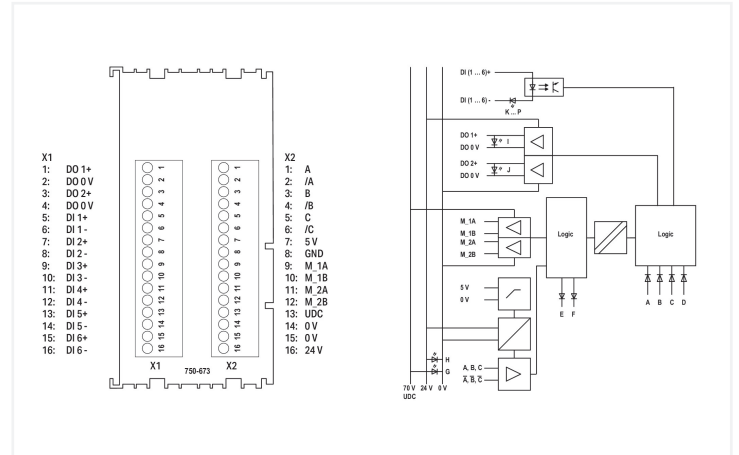 X1
1: DO 1+
2: DO 0 V
3: DO 2+
4: DO 0 V
5: DI 1+
6: DI 1 -
7: DI 2+
8: DI 2 -
9: DI 3+
10: DI 3 -
11: DI 4+
12: DI 4 -
13: DI 5+
14: DI 5 -
15: DI 6+
16: DI 6 -
1
2
3
4
5
6
7
8
9
10
11
12
13
14
15
16
X1
750-673
1
2
3
4
5
6
7
8
9
10
11
12
13
14
15
16
X2
X2
1: A
2: /A
3: B
4: /B
5: C
6: /C
7: 5 V
8: GND
9: M_1A
10: M_1B
11: M_2A
12: M_2B
13: UDC
14: 0 V
15: 0 V
16: 24 V
DI (1 ... 6)+
DI (1 ... 6) -
K ... P
DO 1+
I
DO 0 V
DO 2+
J
DO 0 V
M_1A
M_1B
M_2A
M_2B
Logic
Logic
A B C D
E F
5 V
0 V
H
G
A, B, C
A, B, C
70 V 24 V 0 V
UDC